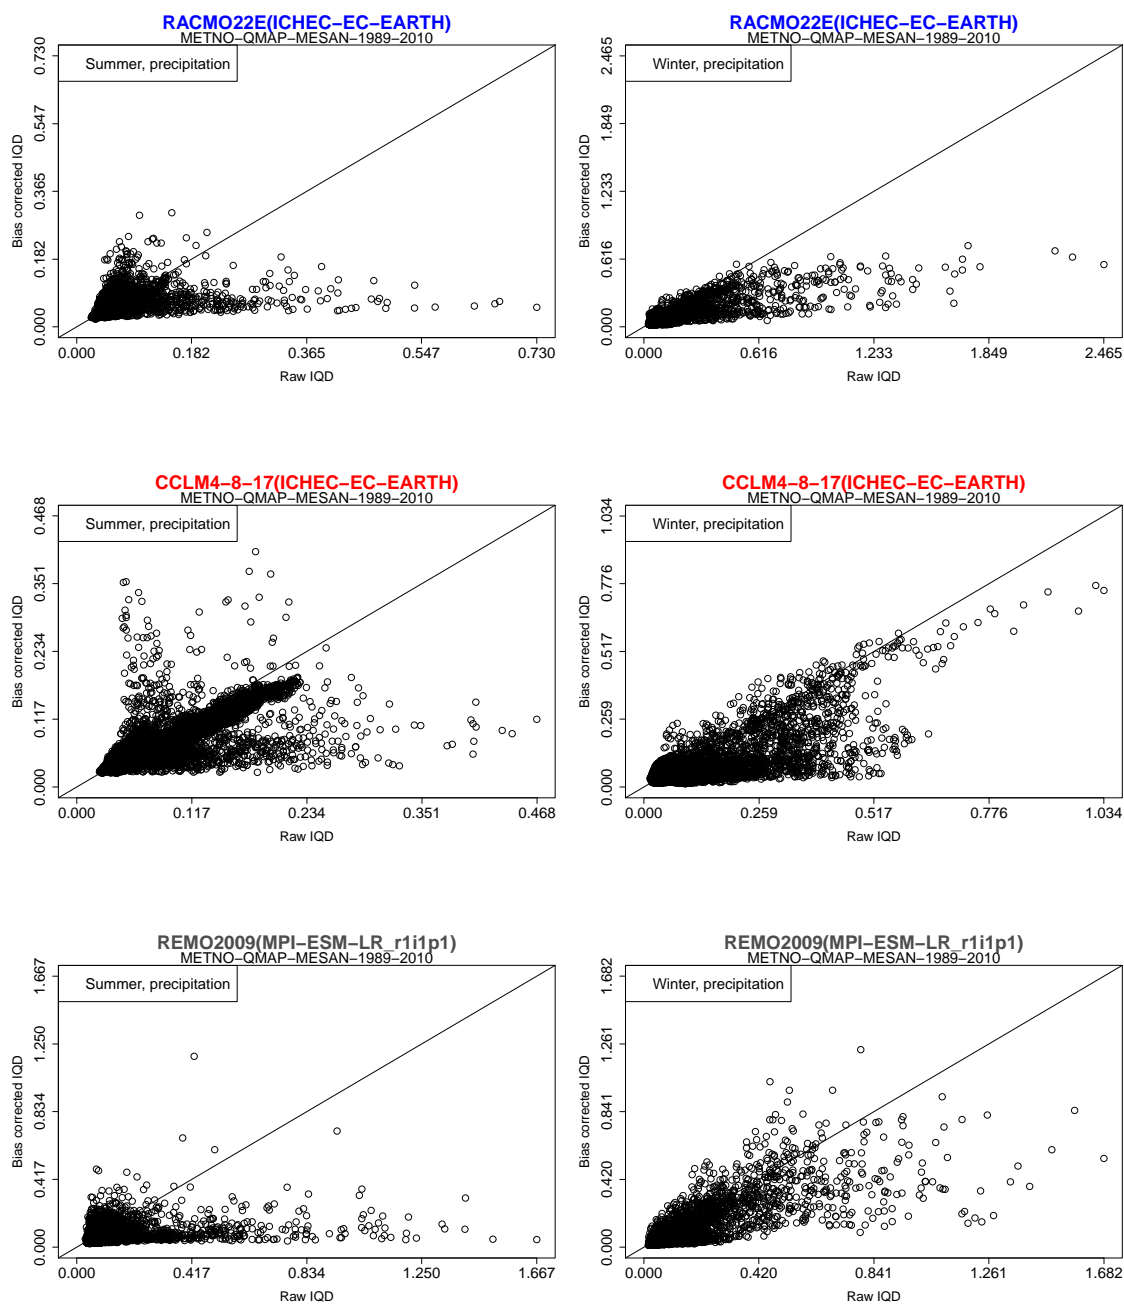 RACMO22E(ICHEC−EC−EARTH)
METNO−QMAP−MESAN−1989−2010
Summer, precipitation
Bias corrected IQD
0.000 0.182 0.365 0.547 0.730
0.000 0.182 0.365 0.547 0.730
Raw IQD
RACMO22E(ICHEC−EC−EARTH)
METNO−QMAP−MESAN−1989−2010
Winter, precipitation
Bias corrected IQD
0.000 0.616 1.233 1.849 2.465
0.000 0.616 1.233 1.849 2.465
Raw IQD
CCLM4−8−17(ICHEC−EC−EARTH)
METNO−QMAP−MESAN−1989−2010
Summer, precipitation
Bias corrected IQD
0.000 0.117 0.234 0.351 0.468
0.000 0.117 0.234 0.351 0.468
Raw IQD
CCLM4−8−17(ICHEC−EC−EARTH)
METNO−QMAP−MESAN−1989−2010
Winter, precipitation
Bias corrected IQD
0.000 0.259 0.517 0.776 1.034
0.000 0.259 0.517 0.776 1.034
Raw IQD
REMO2009(MPI−ESM−LR_r1i1p1)
METNO−QMAP−MESAN−1989−2010
Summer, precipitation
Bias corrected IQD
0.000 0.417 0.834 1.250 1.667
0.000 0.417 0.834 1.250 1.667
Raw IQD
REMO2009(MPI−ESM−LR_r1i1p1)
METNO−QMAP−MESAN−1989−2010
Winter, precipitation
Bias corrected IQD
0.000 0.420 0.841 1.261 1.682
0.000 0.420 0.841 1.261 1.682
Raw IQD